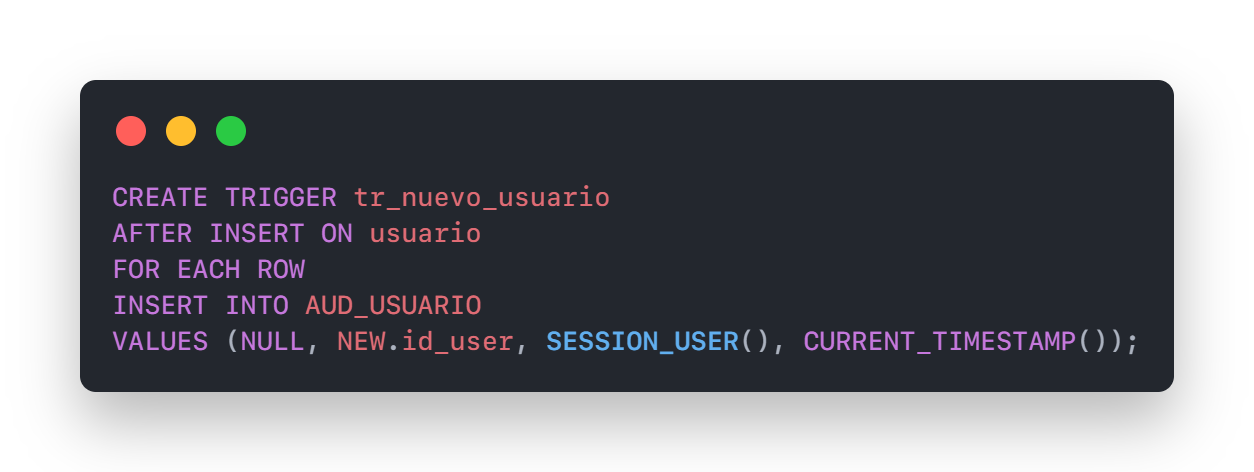 CREATE TRIGGER tr_nuevo_usuario
AFTER INSERT ON usuario
FOR EACH ROW
INSERT INTO AUD_USUARIO
VALUES (NULL, NEW.id_user, SESSION_USER(), CURRENT_TIMESTAMP());